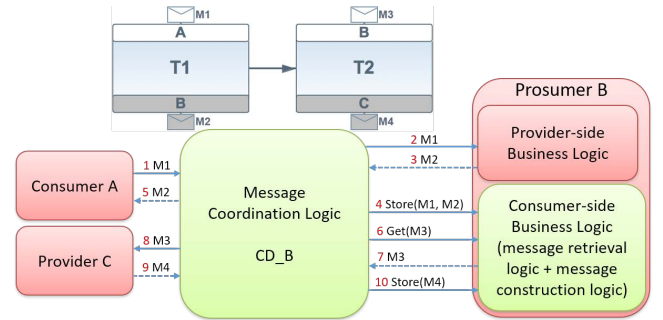 M1
M3
A
B
T1
T2
B
C
M2
M4
Prosumer B
2 M1
Provider-side
Business Logic
3 M2
1 M1
Consumer A
5 M2
Message
Coordination Logic
CD_B
4 Store(M1, M2)
Consumer-side
Business Logic
(message retrieval
logic + message
construction logic)
6 Get(M3)
8 M3
Provider C
7 M3
9 M4
10 Store(M4)